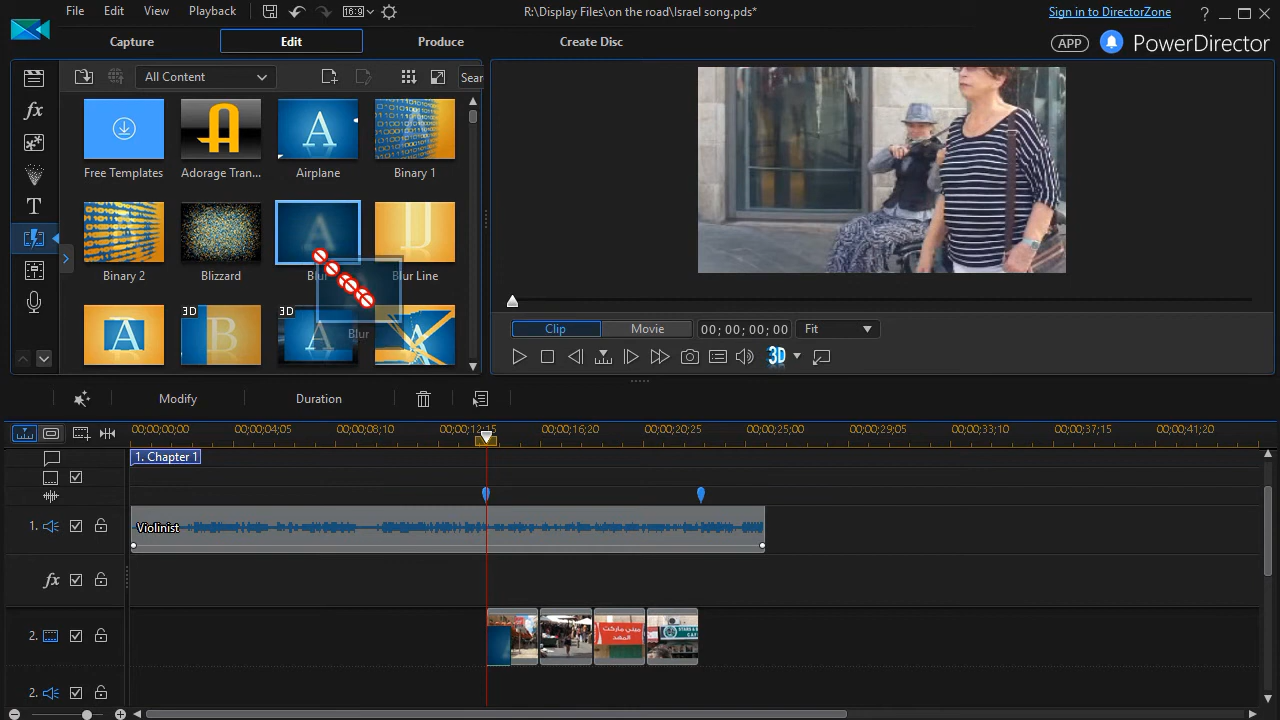 File Edit View Playback 16:9 R:\Display Files\on the road\Israel song.pds* Sign in to DirectorZone ?
Capture Edit Produce Create Disc APP PowerDirector
All Content Sear
Free Templates Adorage Tran... Airplane Binary 1
Binary 2 Blizzard Blur Blur Line
3D 3D
Blur
Clip Movie 00; 00; 00; 00 Fit
3D
Modify Duration
00;00;00;00 00;00;04;05 00;00;08;10 00;00;12;15 00;00;16;20 00;00;20;25 00;00;25;00 00;00;29;05 00;00;33;10 00;00;37;15 00;00;41;20
1. Chapter 1
1. Violinist
fx
2.
2.